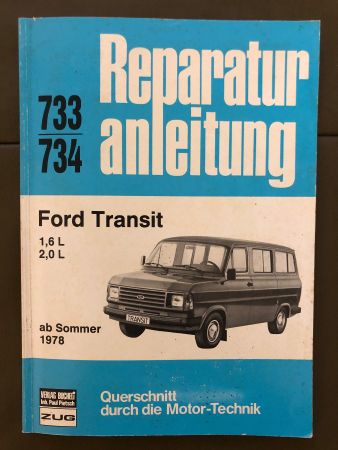 Reparatur
anleitung
733/
734
Ford Transit
1,6 L
2,0 L
ab Sommer
1978
TRANSIT
VERLAG BUCHELI
Inh. Paul Pietsch
ZUG
Querschnitt
durch die Motor-Technik